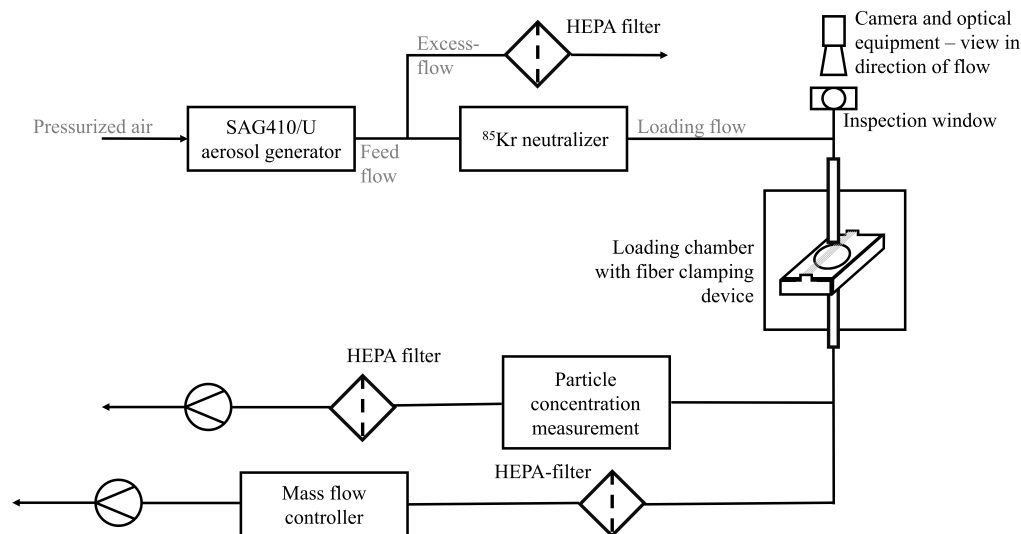 HEPA filter
Excess-
flow
Camera and optical
equipment – view in
direction of flow
Pressurized air
SAG410/U
aerosol generator
Feed
flow
⁸⁵Kr neutralizer
Loading flow
Inspection window
Loading chamber
with fiber clamping
device
HEPA filter
Particle
concentration
measurement
HEPA-filter
Mass flow
controller